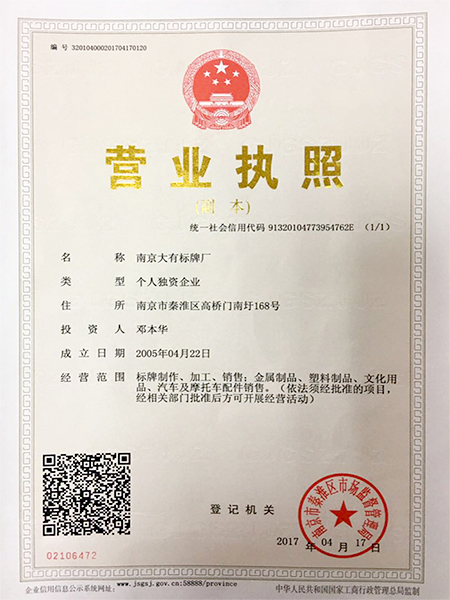 编 号 320104000201704170120
营业执照
(副 本)
统一社会信用代码 91320104773954762E (1/1)
名 称 南京大有标牌厂
类 型 个人独资企业
住 所 南京市秦淮区高桥门南圩168号
投 资 人 邓本华
成 立 日 期 2005年04月22日
经 营 范 围 标牌制作、加工、销售；金属制品、塑料制品、文化用
品、汽车及摩托车配件销售。（依法须经批准的项目，
经相关部门批准后方可开展经营活动）
登 记 机 关
南京市秦淮区市场监督管理局
2017 年 04 月 17 日
02106472
企业信用信息公示系统网址： www.jsgsj.gov.cn:58888/province 中华人民共和国国家工商行政管理总局监制